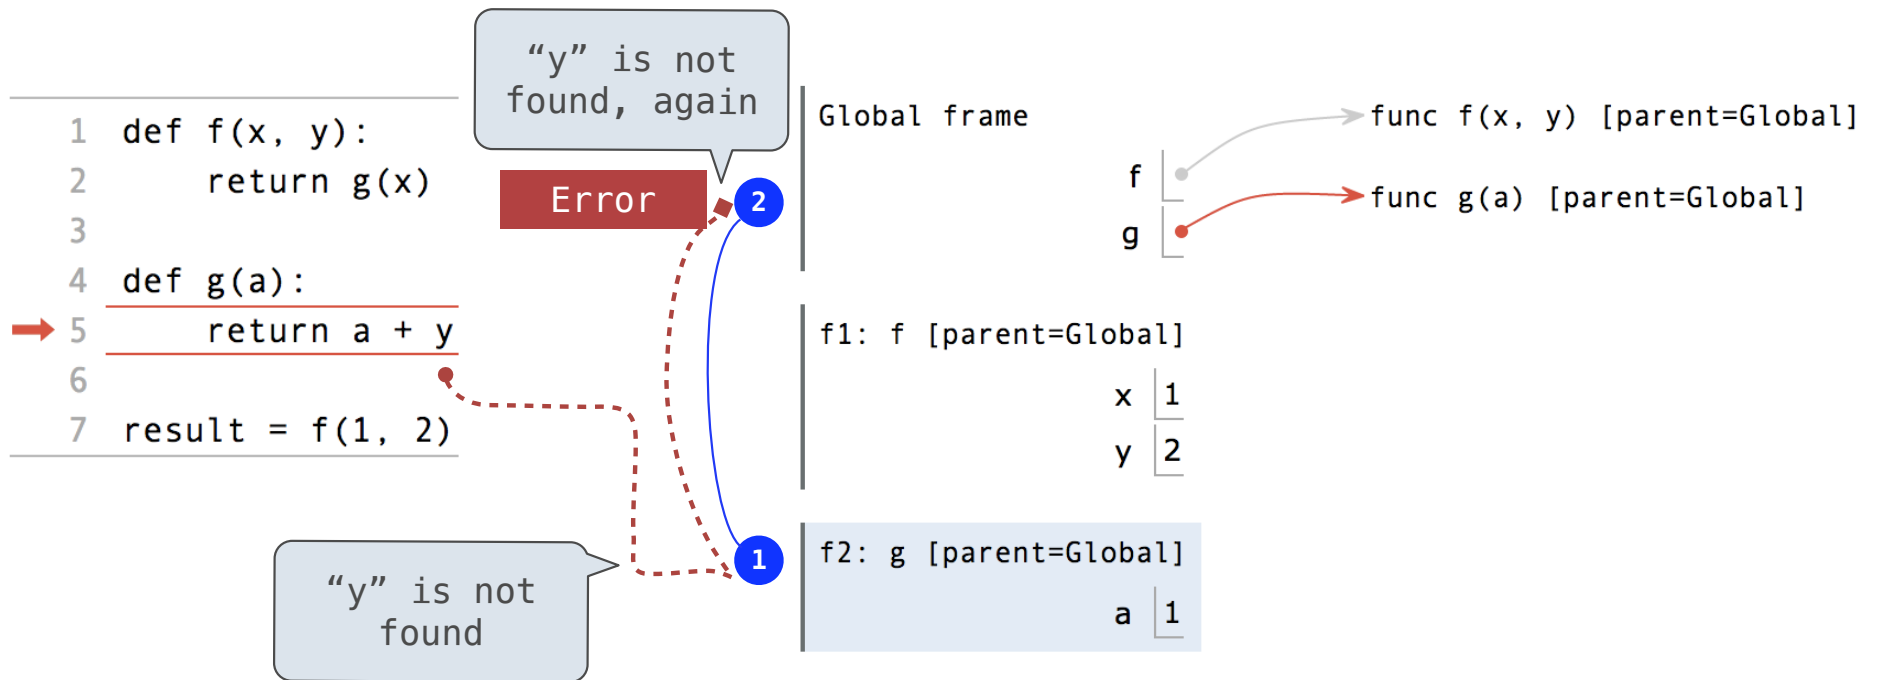 “y” is not
found, again
1 def f(x, y):
2     return g(x)
3
4 def g(a):
5     return a + y
6
7 result = f(1, 2)
Error
2
“y” is not
found
1
Global frame
f
g
func f(x, y) [parent=Global]
func g(a) [parent=Global]
f1: f [parent=Global]
x 1
y 2
f2: g [parent=Global]
a 1